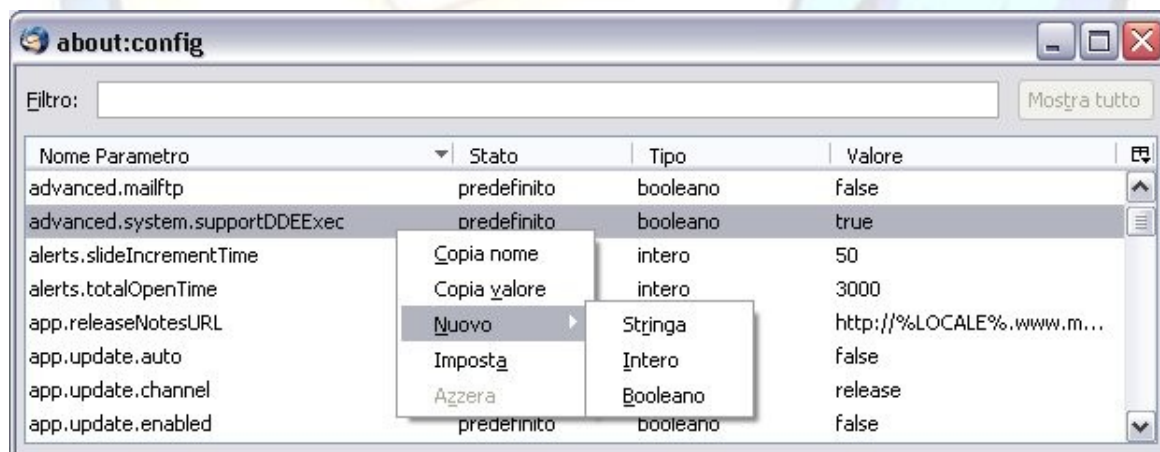 about:config
Filtro: Mostra tutto
Nome Parametro Stato Tipo Valore
advanced.mailftp predefinito booleano false
advanced.system.supportDDEExec predefinito booleano true
alerts.slideIncrementTime Copia nome intero 50
alerts.totalOpenTime Copia valore intero 3000
app.releaseNotesURL Nuovo Stringa http://%LOCALE%.www.m...
app.update.auto Imposta Intero false
app.update.channel Azzera Booleano release
app.update.enabled predefinito booleano false